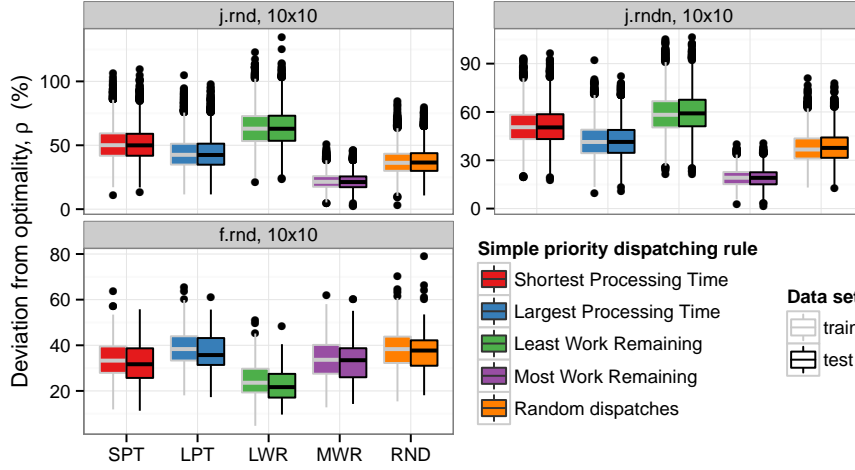 j.rnd, 10x10
j.rndn, 10x10
100
50
0
90
60
30
0
f.rnd, 10x10
80
60
40
20
Deviation from optimality, ρ (%)
SPT LPT LWR MWR RND
Simple priority dispatching rule
Shortest Processing Time
Largest Processing Time
Least Work Remaining
Most Work Remaining
Random dispatches
Data set
train
test